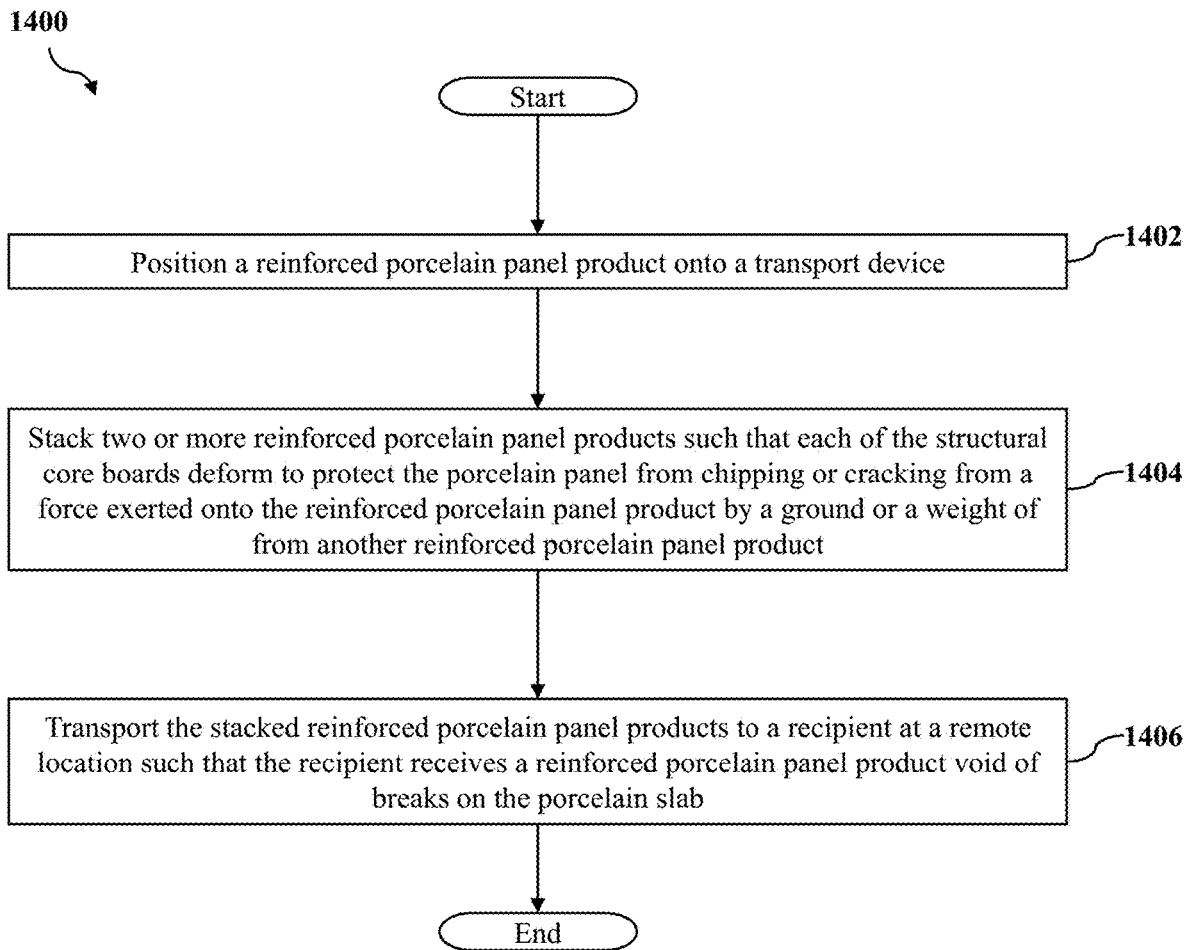 1400
Start
Position a reinforced porcelain panel product onto a transport device
1402
Stack two or more reinforced porcelain panel products such that each of the structural
core boards deform to protect the porcelain panel from chipping or cracking from a
force exerted onto the reinforced porcelain panel product by a ground or a weight of
from another reinforced porcelain panel product
1404
Transport the stacked reinforced porcelain panel products to a recipient at a remote
location such that the recipient receives a reinforced porcelain panel product void of
breaks on the porcelain slab
1406
End